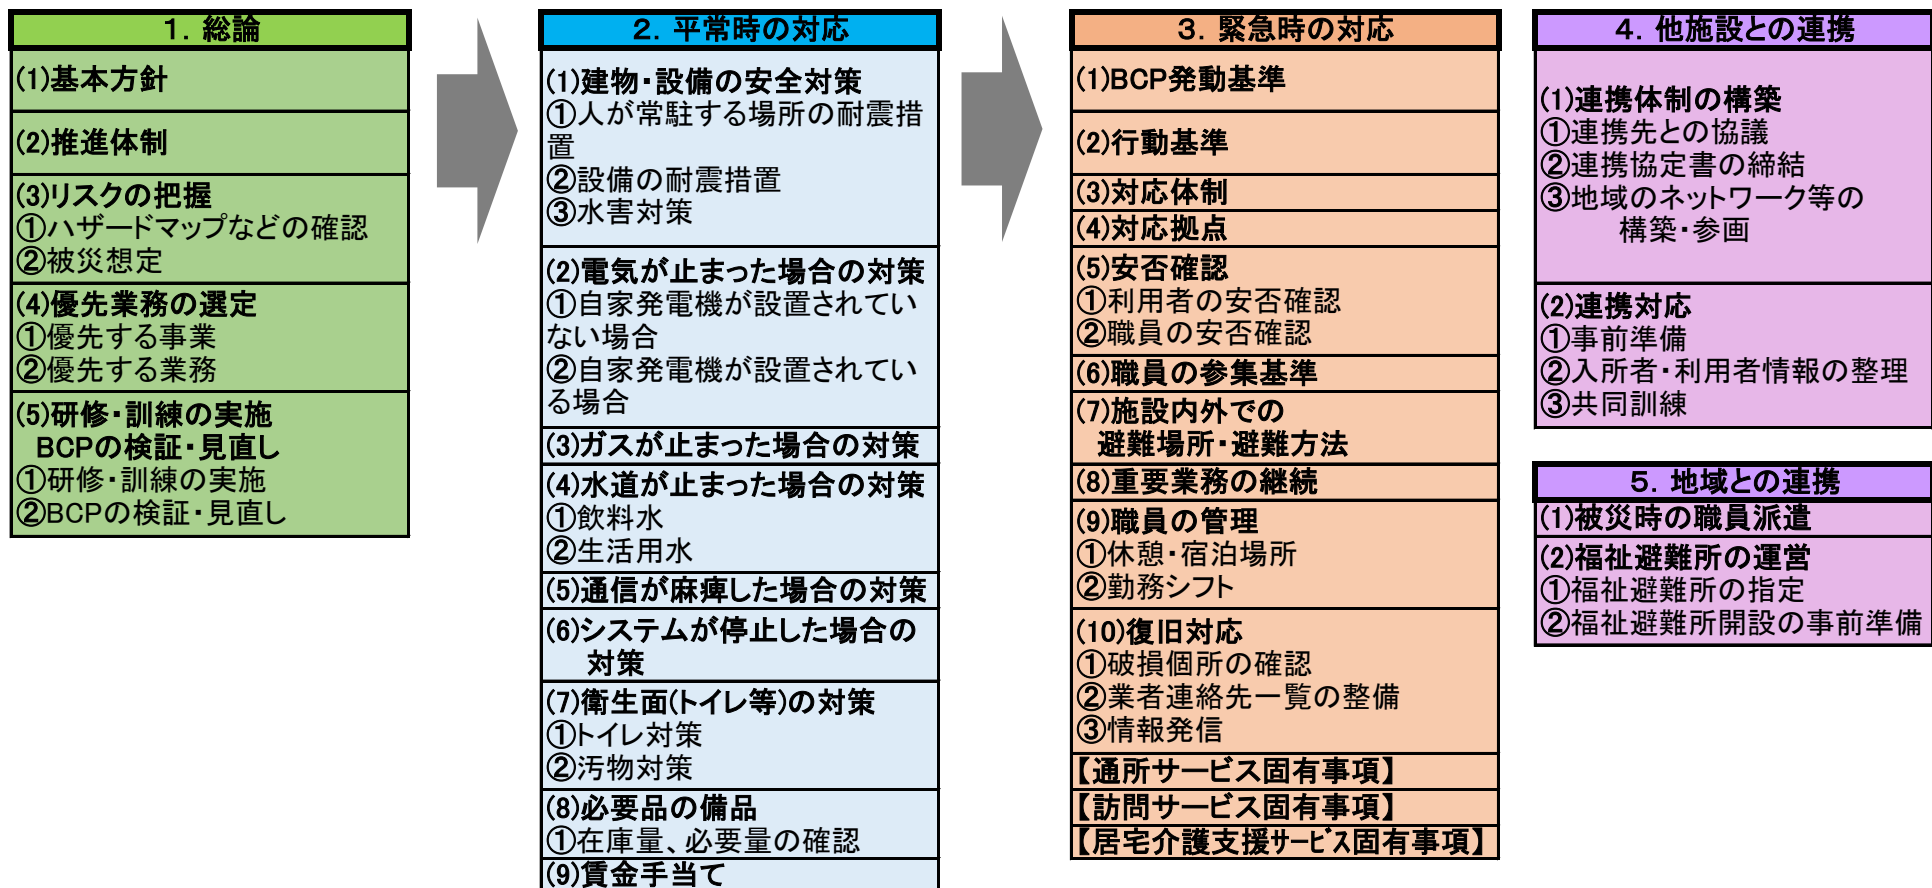 1．総論
(1)基本方針
(2)推進体制
(3)リスクの把握
①ハザードマップなどの確認
②被災想定
(4)優先業務の選定
①優先する事業
②優先する業務
(5)研修・訓練の実施
BCPの検証・見直し
①研修・訓練の実施
②BCPの検証・見直し
2．平常時の対応
(1)建物・設備の安全対策
①人が常駐する場所の耐震措
置
②設備の耐震措置
③水害対策
(2)電気が止まった場合の対策
①自家発電機が設置されてい
ない場合
②自家発電機が設置されてい
る場合
(3)ガスが止まった場合の対策
(4)水道が止まった場合の対策
①飲料水
②生活用水
(5)通信が麻痺した場合の対策
(6)システムが停止した場合の
対策
(7)衛生面(トイレ等)の対策
①トイレ対策
②汚物対策
(8)必要品の備品
①在庫量、必要量の確認
(9)賃金手当て
3．緊急時の対応
(1)BCP発動基準
(2)行動基準
(3)対応体制
(4)対応拠点
(5)安否確認
①利用者の安否確認
②職員の安否確認
(6)職員の参集基準
(7)施設内外での
避難場所・避難方法
(8)重要業務の継続
(9)職員の管理
①休憩・宿泊場所
②勤務シフト
(10)復旧対応
①破損個所の確認
②業者連絡先一覧の整備
③情報発信
【通所サービス固有事項】
【訪問サービス固有事項】
【居宅介護支援ｻｰﾋﾞｽ固有事項】
4．他施設との連携
(1)連携体制の構築
①連携先との協議
②連携協定書の締結
③地域のネットワーク等の
構築・参画
(2)連携対応
①事前準備
②入所者・利用者情報の整理
③共同訓練
5．地域との連携
(1)被災時の職員派遣
(2)福祉避難所の運営
①福祉避難所の指定
②福祉避難所開設の事前準備